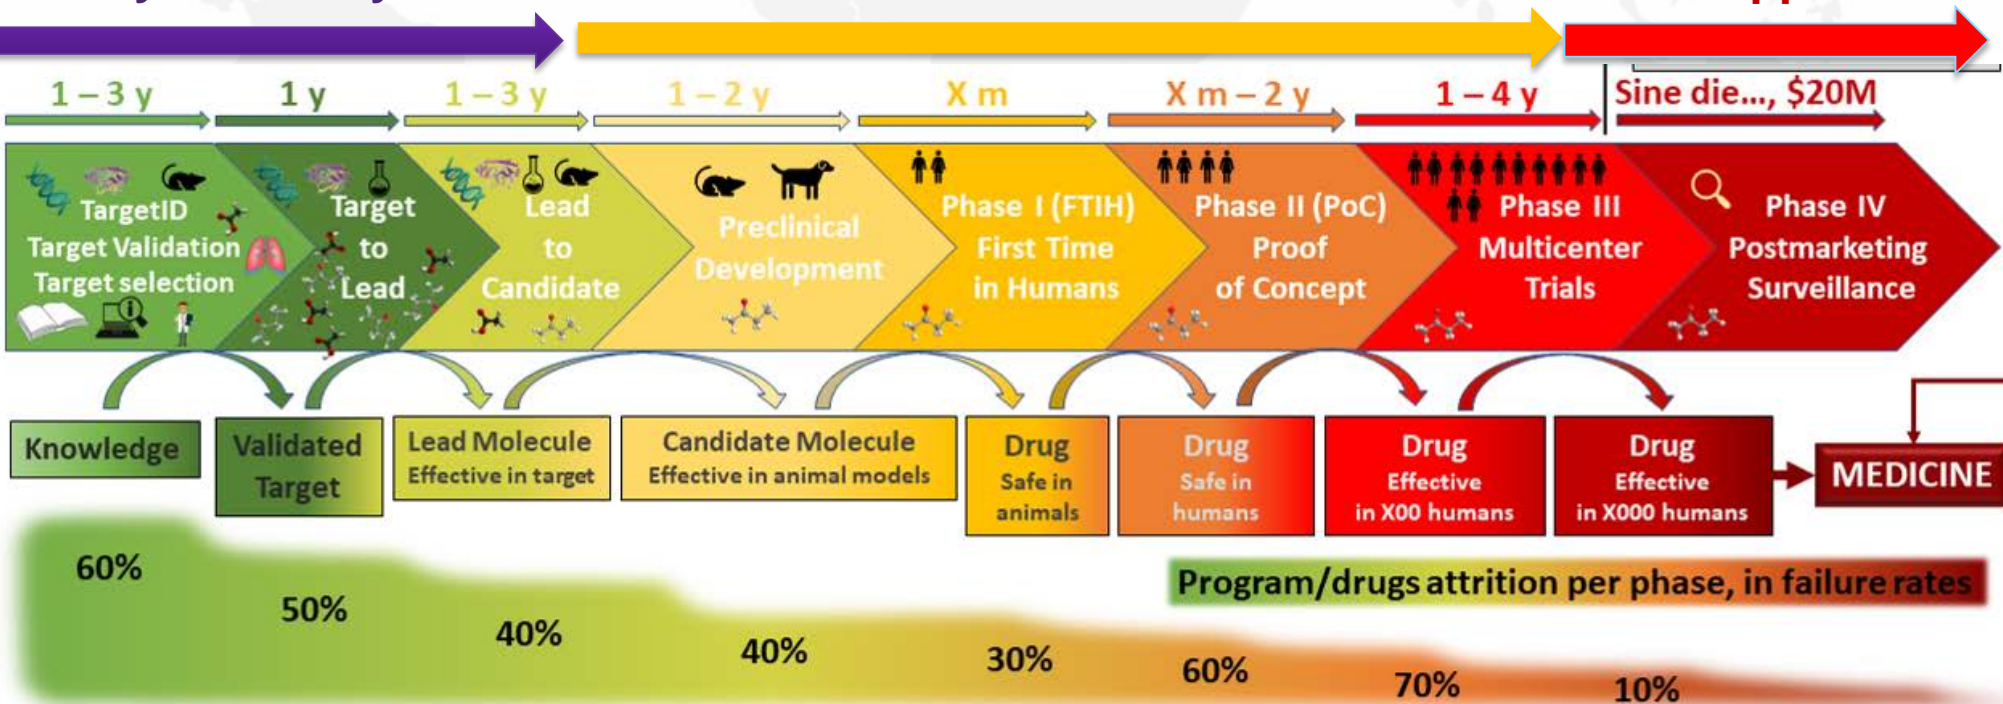 1 – 3 y
1 y
1 – 3 y
1 – 2 y
X m
X m – 2 y
1 – 4 y
Sine die..., $20M
TargetID
Target Validation
Target selection
Target
to
Lead
Lead
to
Candidate
Preclinical
Development
Phase I (FTIH)
First Time
in Humans
Phase II (PoC)
Proof
of Concept
Phase III
Multicenter
Trials
Phase IV
Postmarketing
Surveillance
Knowledge
Validated
Target
Lead Molecule
Effective in target
Candidate Molecule
Effective in animal models
Drug
Safe in
animals
Drug
Safe in
humans
Drug
Effective
in X00 humans
Drug
Effective
in X000 humans
MEDICINE
Program/drugs attrition per phase, in failure rates
60%
50%
40%
40%
30%
60%
70%
10%